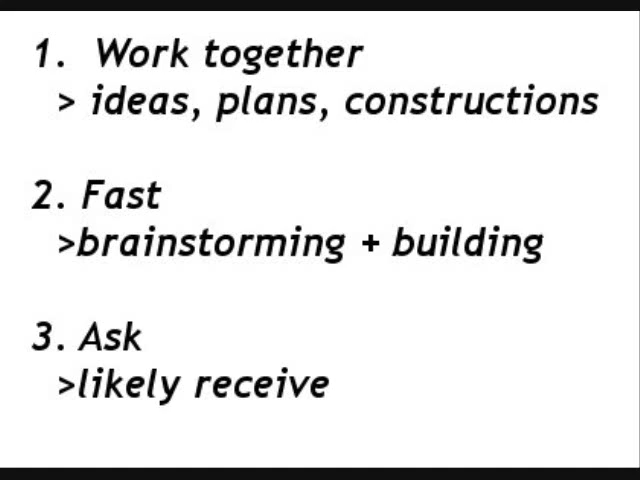 1. Work together
> ideas, plans, constructions
2. Fast
>brainstorming + building
3. Ask
>likely receive